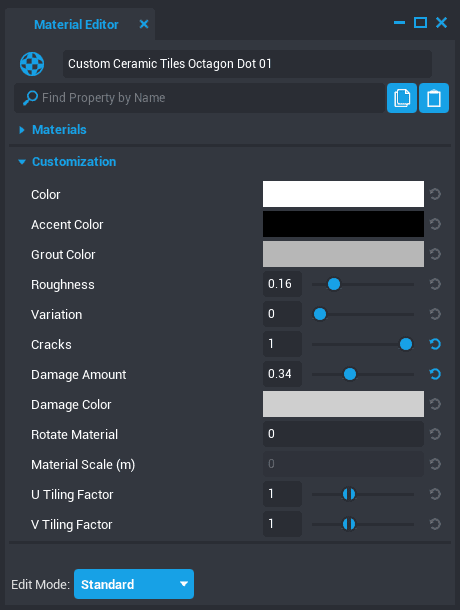 Material Editor
Custom Ceramic Tiles Octagon Dot 01
Find Property by Name
Materials
Customization
Color
Accent Color
Grout Color
Roughness 0.16
Variation 0
Cracks 1
Damage Amount 0.34
Damage Color
Rotate Material 0
Material Scale (m) 0
U Tiling Factor 1
V Tiling Factor 1
Edit Mode: Standard